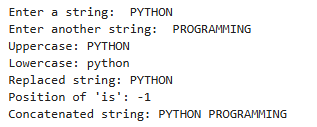 Enter a string:  PYTHON
Enter another string:  PROGRAMMING
Uppercase: PYTHON
Lowercase: python
Replaced string: PYTHON
Position of 'is': -1
Concatenated string: PYTHON PROGRAMMING